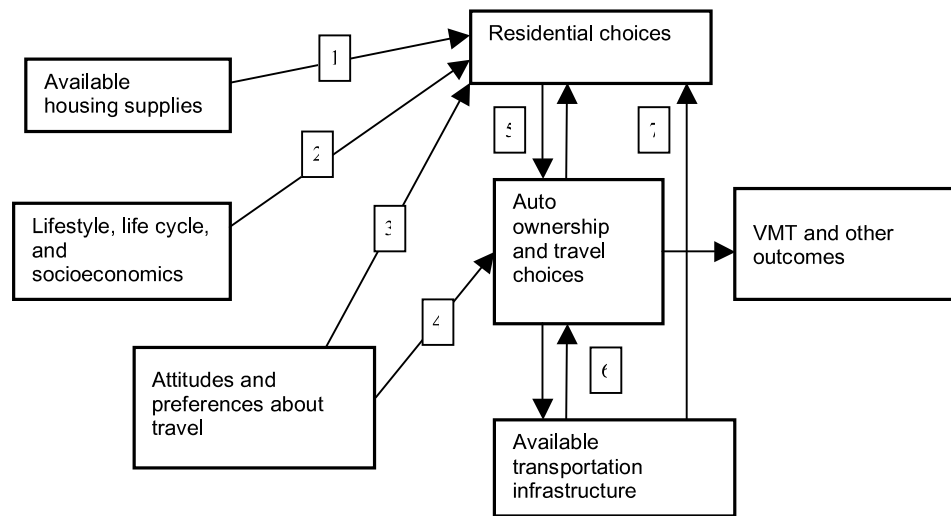 Residential choices
1
Available
housing supplies
2
5
7
Lifestyle, life cycle,
and
socioeconomics
3
Auto
ownership
and travel
choices
VMT and other
outcomes
4
Attitudes and
preferences about
travel
6
Available
transportation
infrastructure